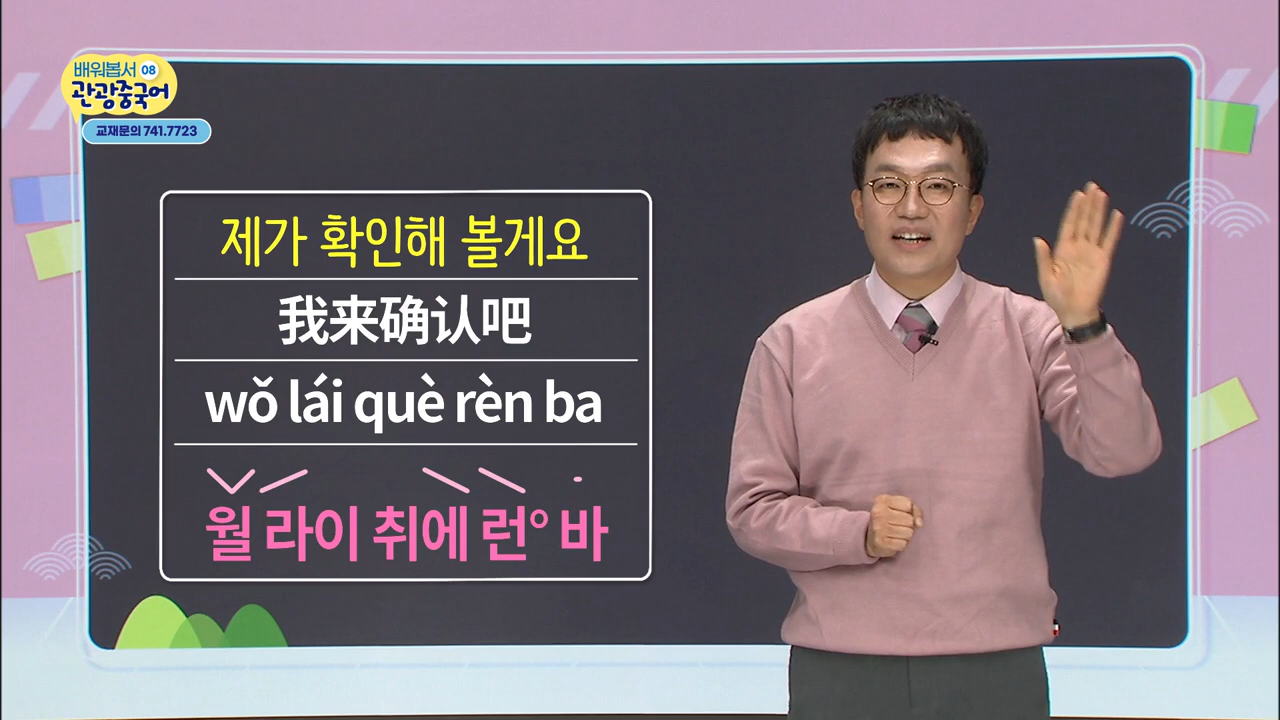 배워봅서 08
관광중국어
교재문의 741.7723
제가 확인해 볼게요
我来确认吧
wǒ lái què rèn ba
월 라이 취에 런° 바